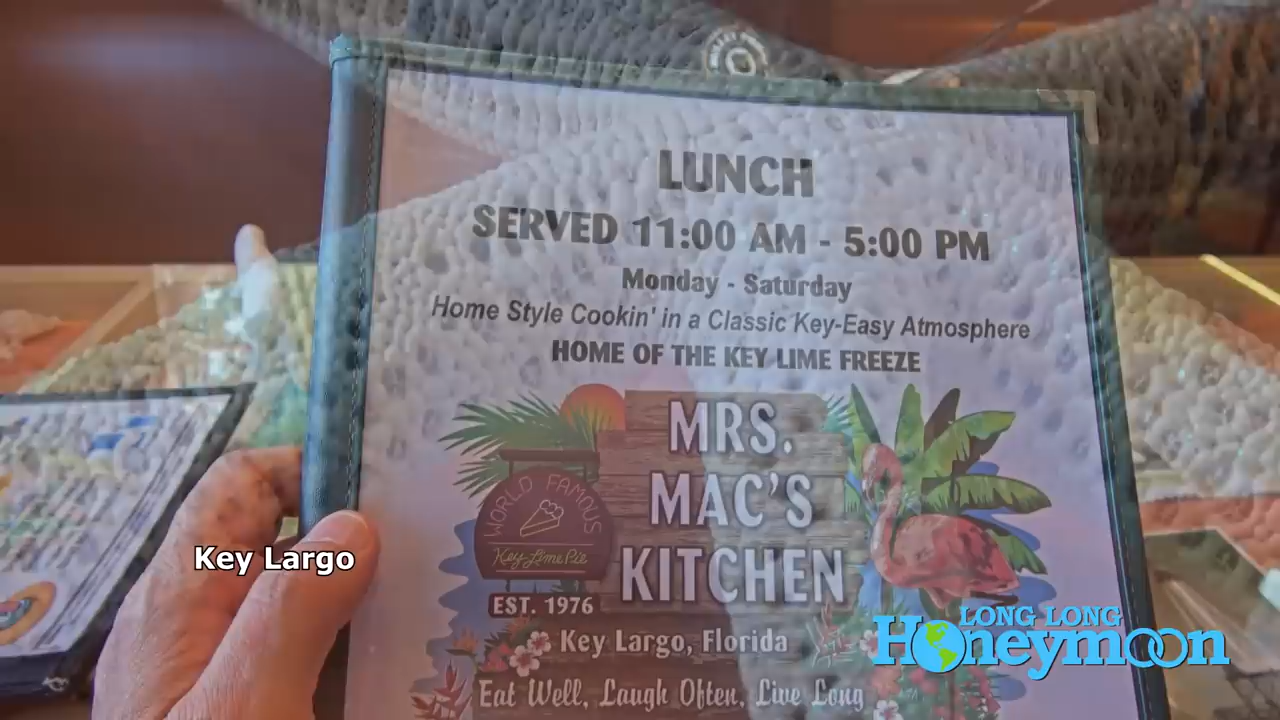 LUNCH
SERVED 11:00 AM - 5:00 PM
Monday - Saturday
Home Style Cookin' in a Classic Key-Easy Atmosphere
HOME OF THE KEY LIME FREEZE
MRS.
MAC'S
KITCHEN
WORLD FAMOUS
Key Lime Pie
EST. 1976
Key Largo, Florida
Eat Well, Laugh Often, Live Long
Key Largo
LONG LONG
Honeymoon